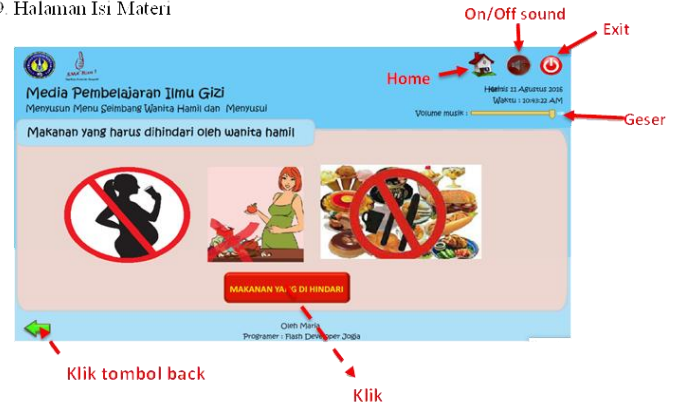 9. Halaman Isi Materi
On/Off sound
Exit
Home
Media Pembelajaran Ilmu Gizi
Menyusun Menu Seimbang Wanita Hamil dan Menyusui
11 Agustus 2016
Waktu : 10:43:22 AM
Volume musik :
Geser
Makanan yang harus dihindari oleh wanita hamil
MAKANAN YANG DI HINDARI
Oleh Maria
Programer : Flash Developer Jogja
Klik tombol back
Klik